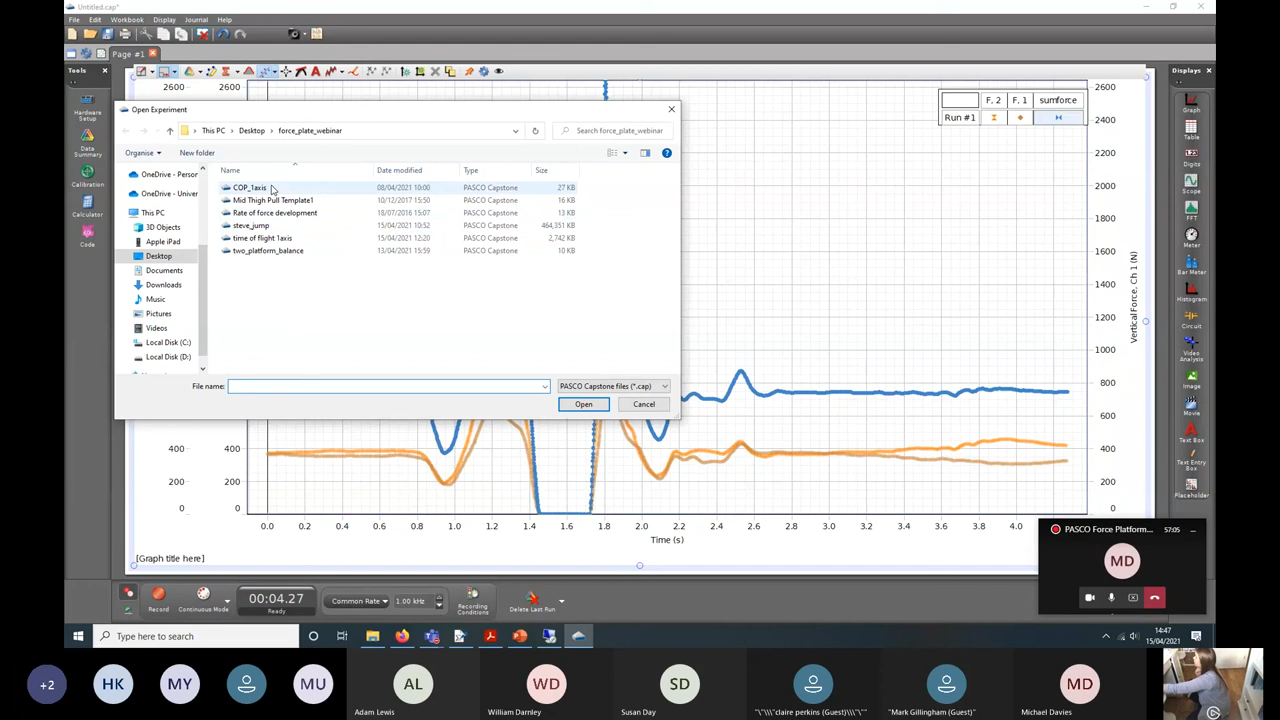 Untitled.cap*
File Edit Workbook Display Journal Help
Page #1
Tools
Hardware Setup
Data Summary
Calibration
Calculator
Code
Open Experiment
This PC > Desktop > force_plate_webinar
Search force_plate_webinar
Organise
New folder
OneDrive - Person
OneDrive - Univer
This PC
3D Objects
Apple iPad
Desktop
Documents
Downloads
Music
Pictures
Videos
Local Disk (C:)
Local Disk (D:)
Name Date modified Type Size
COP_1axis 08/04/2021 10:00 PASCO Capstone 27 KB
Mid Thigh Pull Template1 10/12/2017 15:50 PASCO Capstone 16 KB
Rate of force development 18/07/2016 15:07 PASCO Capstone 13 KB
steve_jump 15/04/2021 10:52 PASCO Capstone 464,351 KB
time of flight 1axis 15/04/2021 12:20 PASCO Capstone 2,742 KB
two_platform_balance 13/04/2021 15:59 PASCO Capstone 10 KB
File name:
PASCO Capstone files (*.cap)
Open
Cancel
2600 2600
400 400
200 200
0 0
F, 2 F, 1 sumforce
Run #1
2600
2400
2200
2000
1800
1600
1400
1200
1000
800
600
400
200
0
Vertical Force, Ch 1 (N)
0.0 0.2 0.4 0.6 0.8 1.0 1.2 1.4 1.6 1.8 2.0 2.2 2.4 2.6 2.8 3.0 3.2 3.4 3.6 3.8 4.0
Time (s)
[Graph title here]
Displays
Graph
Table
Digits
Scope
Meter
Bar Meter
Histogram
Circuit
Video Analysis
Image
Movie
Text Box
Text Entry Box
Placeholder
Record
Continuous Mode
00:04.27
Ready
Common Rate
1.00 kHz
Recording Conditions
Delete Last Run
PASCO Force Platform...
57:05
MD
Type here to search
14:47
15/04/2021
+2
HK
MY
MU
AL
Adam Lewis
WD
William Darnley
SD
Susan Day
"\"\\\"claire perkins (Guest)\\\"\"
"Mark Gillingham (Guest)"
MD
Michael Davies